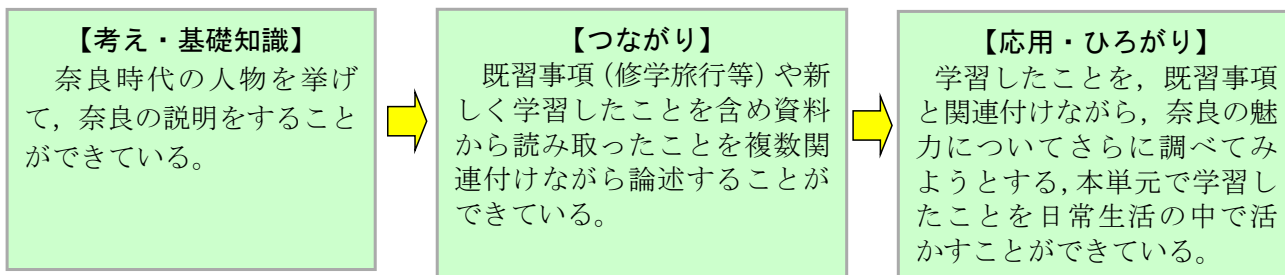 【考え・基礎知識】
奈良時代の人物を挙げ
て，奈良の説明をすること
ができている。
【つながり】
既習事項（修学旅行等）や新
しく学習したことを含め資料
から読み取ったことを複数関
連付けながら論述することが
できている。
【応用・ひろがり】
学習したことを，既習事項
と関連付けながら，奈良の魅
力についてさらに調べてみ
ようとする，本単元で学習し
たことを日常生活の中で活
かすことができている。